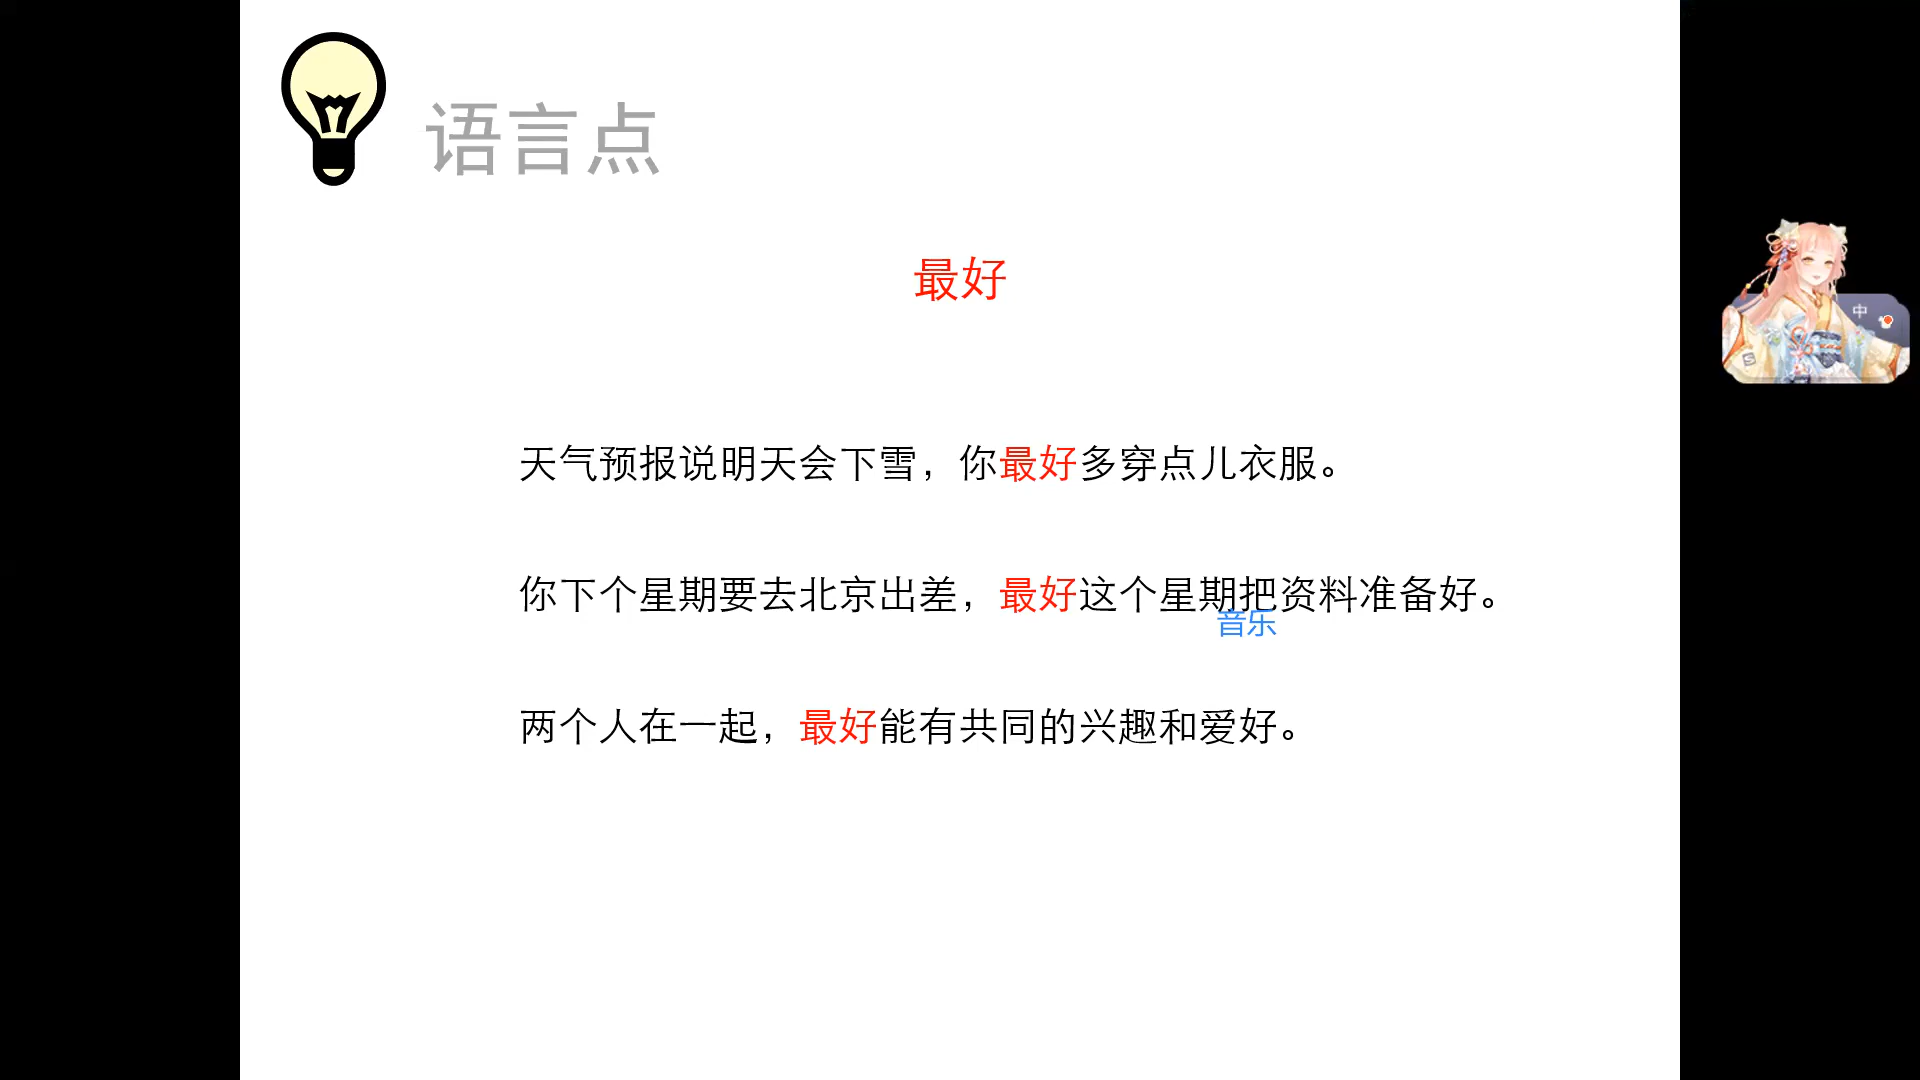 语言点
最好
中
S
天气预报说明天会下雪，你最好多穿点儿衣服。
你下个星期要去北京出差，最好这个星期把资料准备好。
音乐
两个人在一起，最好能有共同的兴趣和爱好。